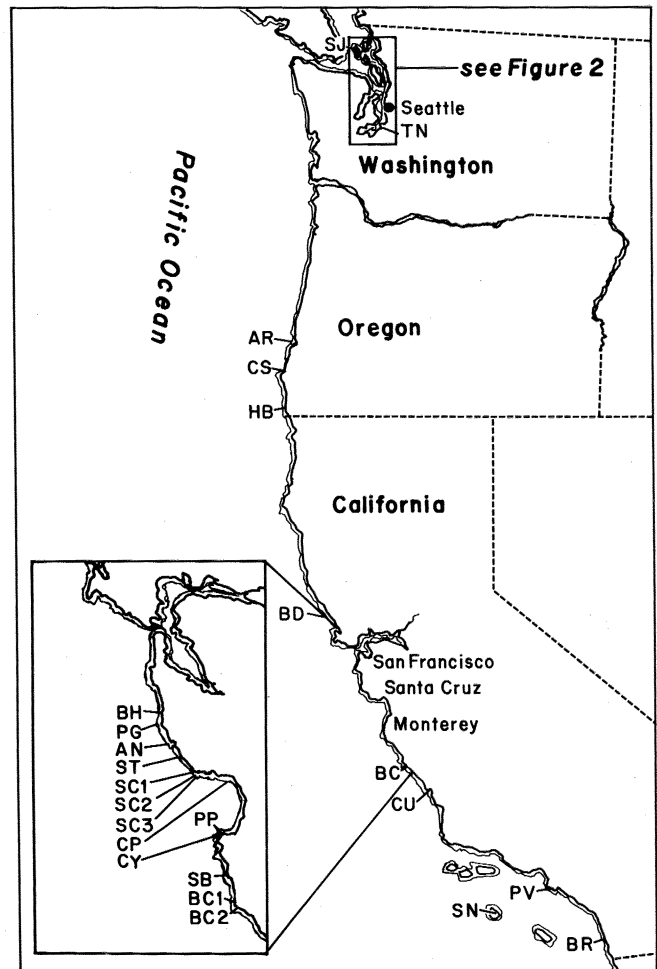 SJ
see Figure 2
Seattle
TN
Washington
Pacific Ocean
Oregon
AR
CS
HB
California
BD
San Francisco
Santa Cruz
Monterey
BC
CU
PV
SN
BR
BH
PG
AN
ST
SC1
SC2
SC3
PP
CP
CY
SB
BC1
BC2